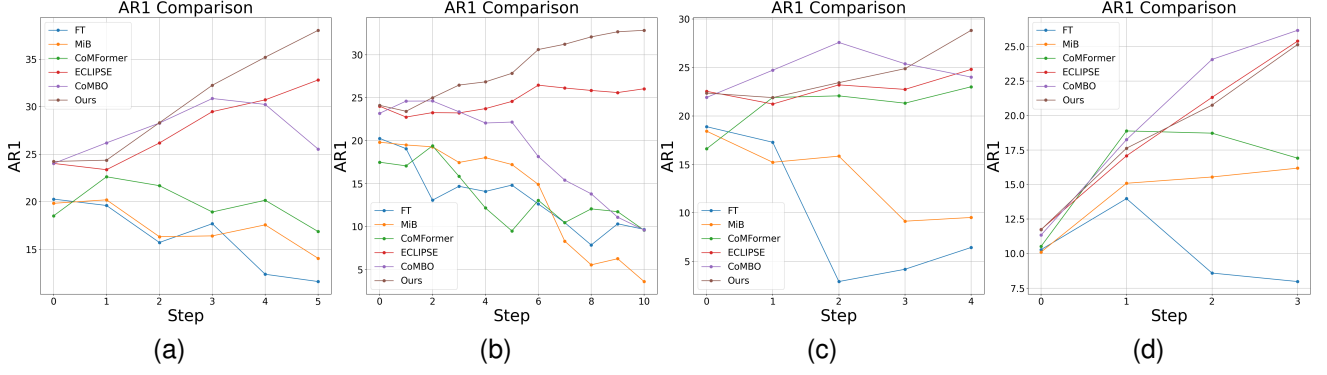 AR1 Comparison
AR1
35
30
25
20
15
0 1 2 3 4 5
Step
FT
MiB
CoMFormer
ECLIPSE
CoMBO
Ours
(a)
AR1 Comparison
AR1
30
25
20
15
10
5
0 2 4 6 8 10
Step
FT
MiB
CoMFormer
ECLIPSE
CoMBO
Ours
(b)
AR1 Comparison
AR1
30
25
20
15
10
5
0 1 2 3 4
Step
FT
MiB
CoMFormer
ECLIPSE
CoMBO
Ours
(c)
AR1 Comparison
AR1
25.0
22.5
20.0
17.5
15.0
12.5
10.0
7.5
0 1 2 3
Step
FT
MiB
CoMFormer
ECLIPSE
CoMBO
Ours
(d)